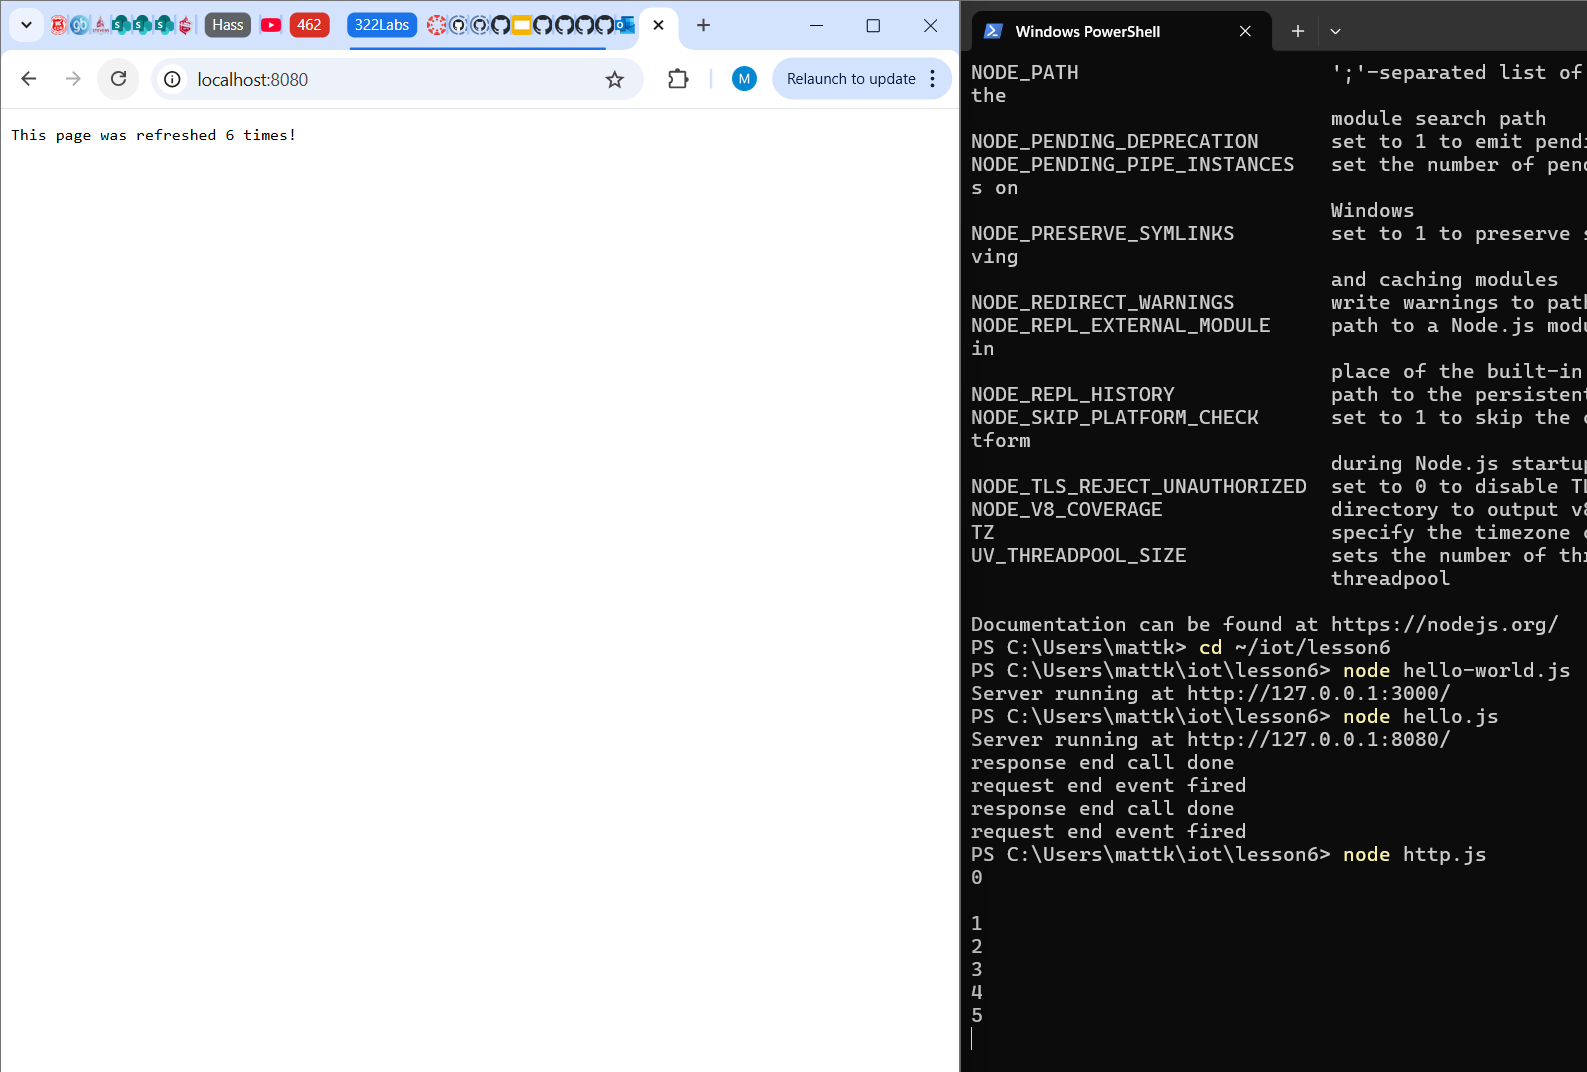 Hass
462
322Labs
localhost:8080
M
Relaunch to update
This page was refreshed 6 times!
Windows PowerShell
NODE_PATH ';'-separated list of
the
module search path
NODE_PENDING_DEPRECATION set to 1 to emit pendi
NODE_PENDING_PIPE_INSTANCES set the number of pend
s on
Windows
NODE_PRESERVE_SYMLINKS set to 1 to preserve s
ving
and caching modules
NODE_REDIRECT_WARNINGS write warnings to path
NODE_REPL_EXTERNAL_MODULE path to a Node.js modu
in
place of the built-in
NODE_REPL_HISTORY path to the persistent
NODE_SKIP_PLATFORM_CHECK set to 1 to skip the c
tform
during Node.js startup
NODE_TLS_REJECT_UNAUTHORIZED set to 0 to disable TL
NODE_V8_COVERAGE directory to output v8
TZ specify the timezone c
UV_THREADPOOL_SIZE sets the number of thr
threadpool
Documentation can be found at https://nodejs.org/
PS C:\Users\mattk> cd ~/iot/lesson6
PS C:\Users\mattk\iot\lesson6> node hello-world.js
Server running at http://127.0.0.1:3000/
PS C:\Users\mattk\iot\lesson6> node hello.js
Server running at http://127.0.0.1:8080/
response end call done
request end event fired
response end call done
request end event fired
PS C:\Users\mattk\iot\lesson6> node http.js
0
1
2
3
4
5